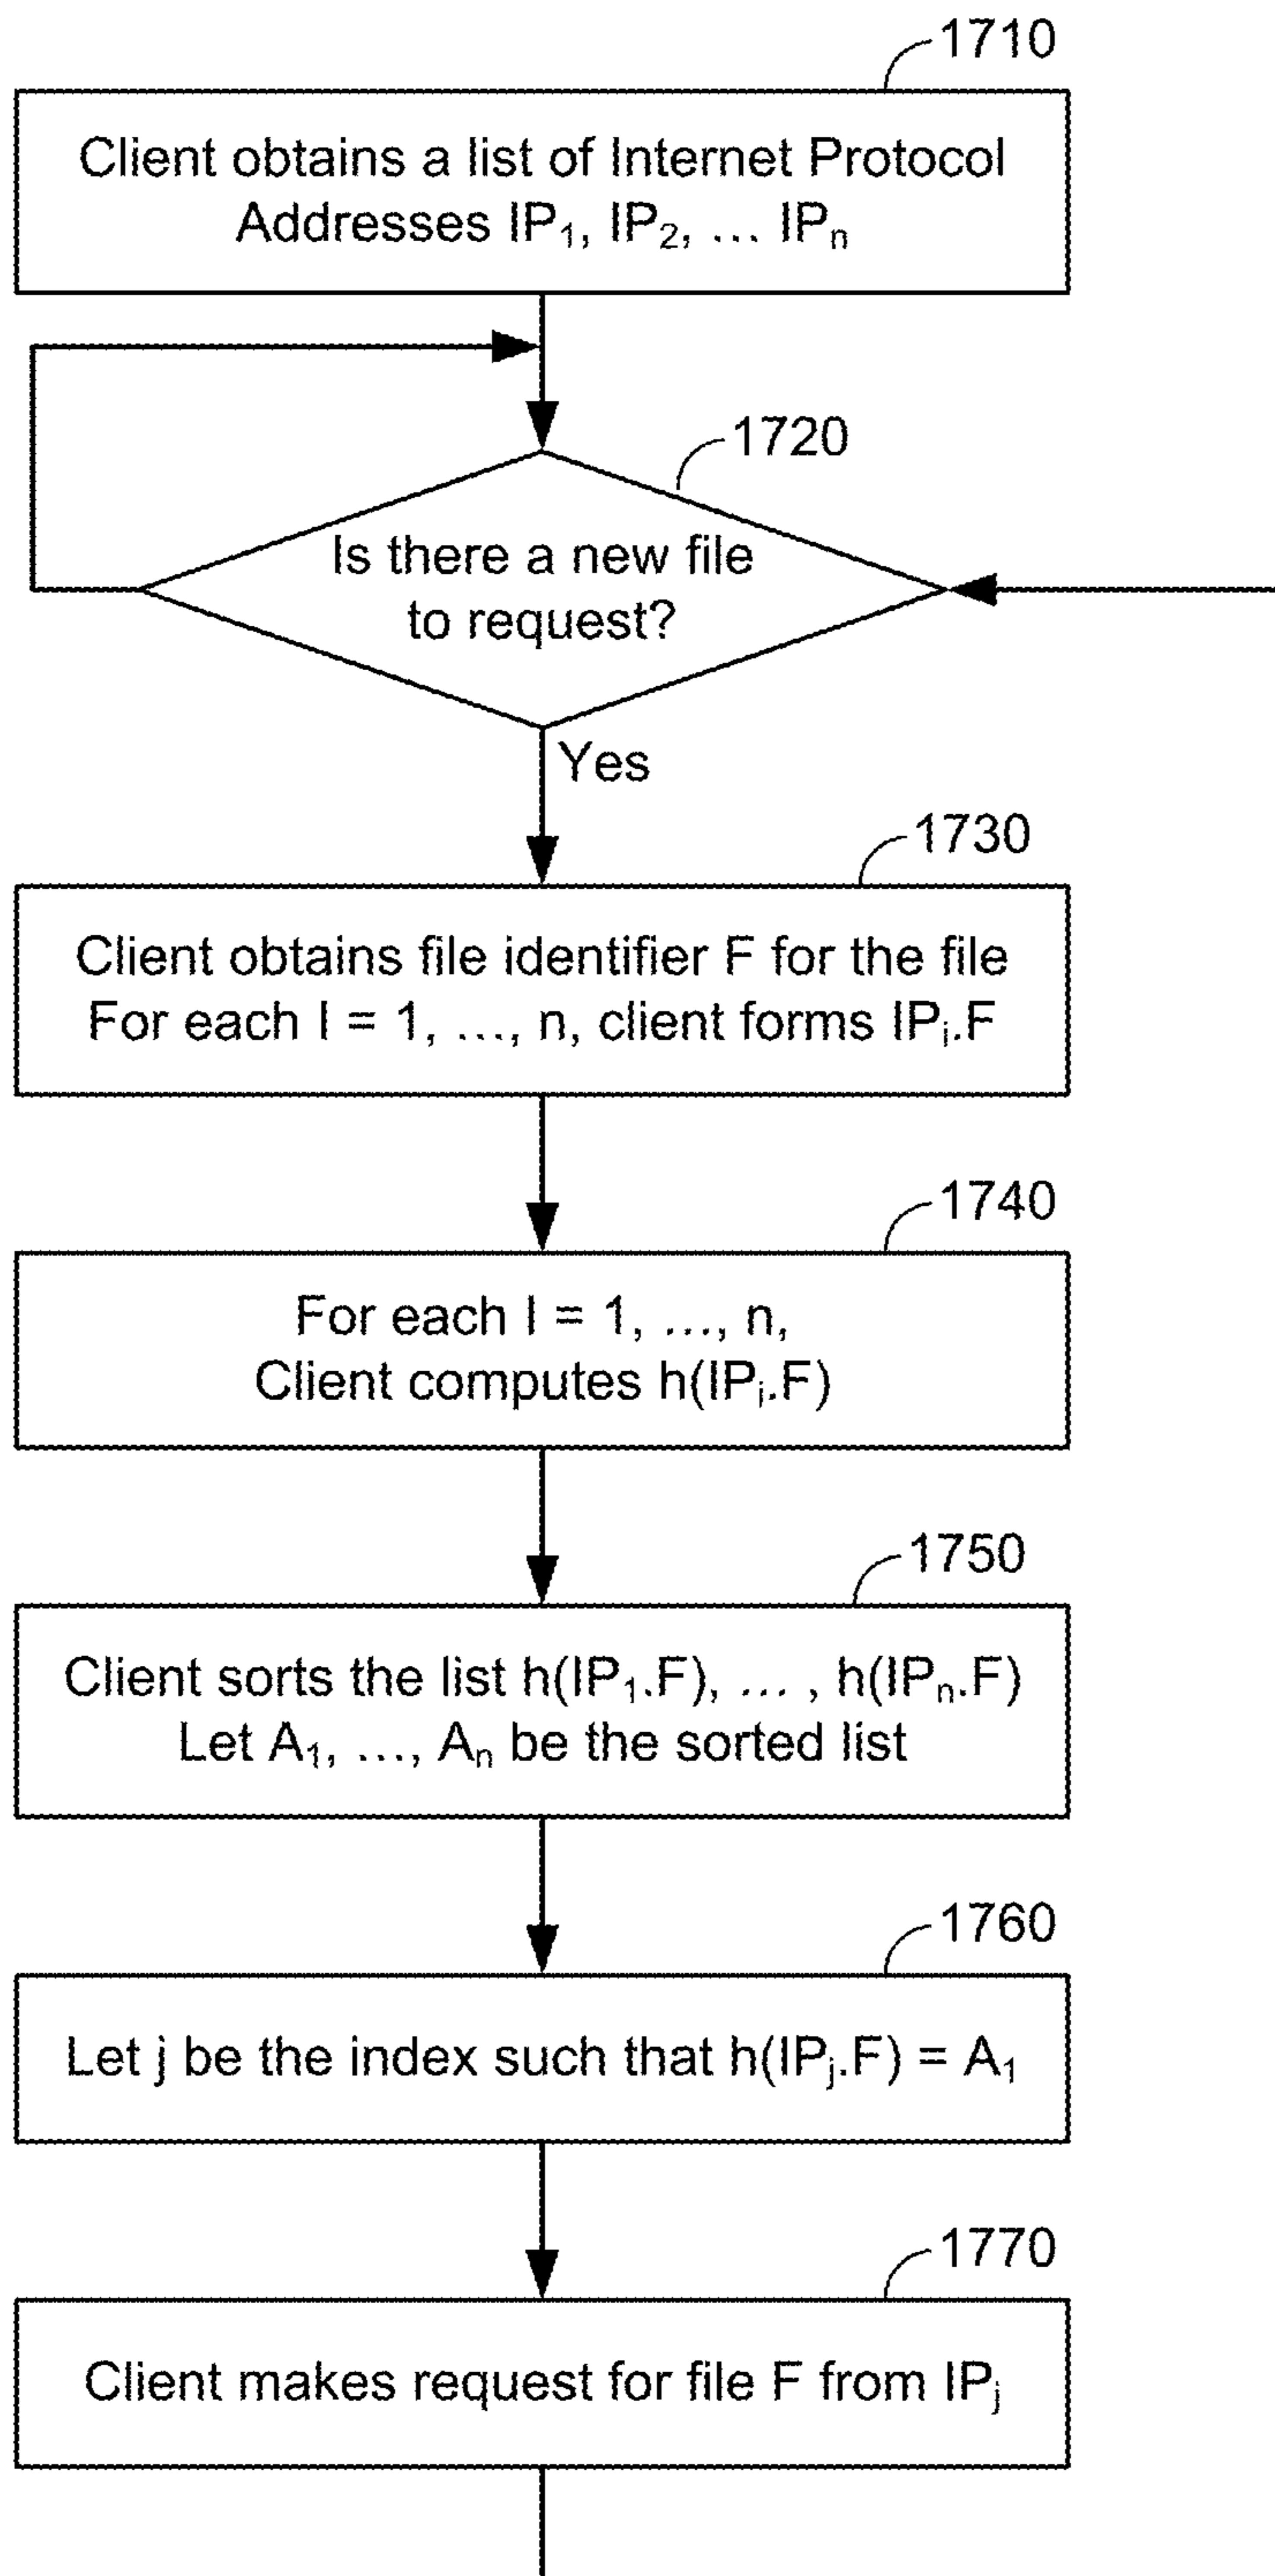 1710
Client obtains a list of Internet Protocol
Addresses IP₁, IP₂, … IPₙ
1720
Is there a new file
to request?
Yes
1730
Client obtains file identifier F for the file
For each I = 1, …, n, client forms IPᵢ.F
1740
For each I = 1, …, n,
Client computes h(IPᵢ.F)
1750
Client sorts the list h(IP₁.F), … , h(IPₙ.F)
Let A₁, …, Aₙ be the sorted list
1760
Let j be the index such that h(IPⱼ.F) = A₁
1770
Client makes request for file F from IPⱼ